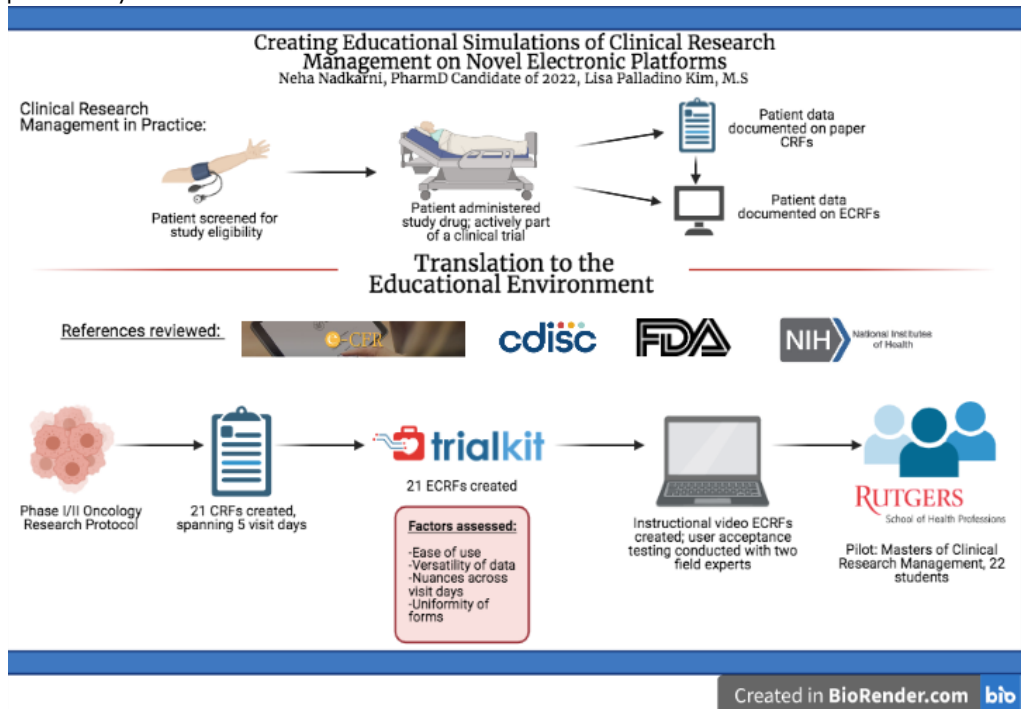 Creating Educational Simulations of Clinical Research
Management on Novel Electronic Platforms
Neha Nadkarni, PharmD Candidate of 2022, Lisa Palladino Kim, M.S
Clinical Research
Management in Practice:
Patient screened for
study eligibility
Patient administered
study drug; actively part
of a clinical trial
Patient data
documented on paper
CRFs
Patient data
documented on ECRFs
Translation to the
Educational Environment
References reviewed:
e-CFR
cdisc
FDA
NIH
National Institutes
of Health
Phase I/II Oncology
Research Protocol
21 CRFs created,
spanning 5 visit days
trialkit
21 ECRFs created
Factors assessed:
-Ease of use
-Versatility of data
-Nuances across
visit days
-Uniformity of
forms
Instructional video ECRFs
created; user acceptance
testing conducted with two
field experts
RUTGERS
School of Health Professions
Pilot: Masters of Clinical
Research Management, 22
students
Created in BioRender.com bio